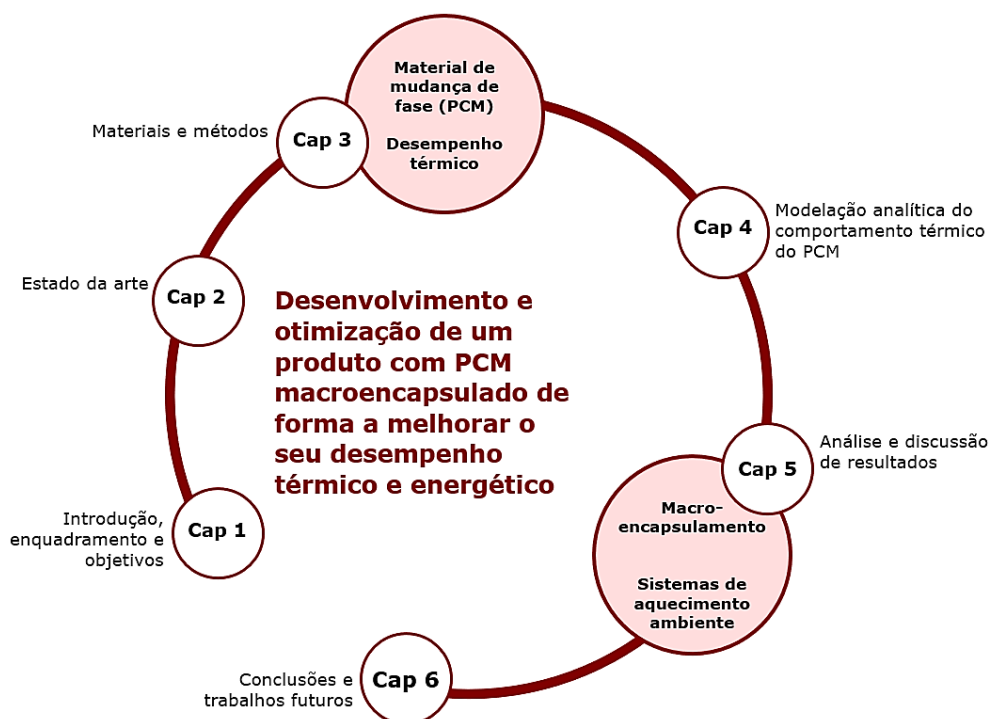 Material de
mudança de
fase (PCM)
Desempenho
térmico
Cap 3
Materiais e métodos
Cap 4
Modelação analítica do
comportamento térmico
do PCM
Cap 2
Estado da arte
Desenvolvimento e
otimização de um
produto com PCM
macroencapsulado de
forma a melhorar o
seu desempenho
térmico e energético
Cap 5
Análise e discussão
de resultados
Macro-
encapsulamento
Sistemas de
aquecimento
ambiente
Cap 1
Introdução,
enquadramento e
objetivos
Cap 6
Conclusões e
trabalhos futuros